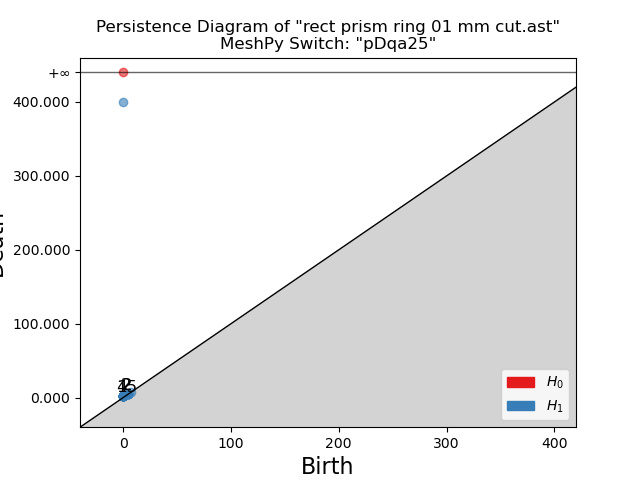 Persistence Diagram of "rect prism ring 01 mm cut.ast"
MeshPy Switch: "pDqa25"
+∞
400.000
300.000
200.000
100.000
0.000
H₀
H₁
0
100
200
300
400
Birth